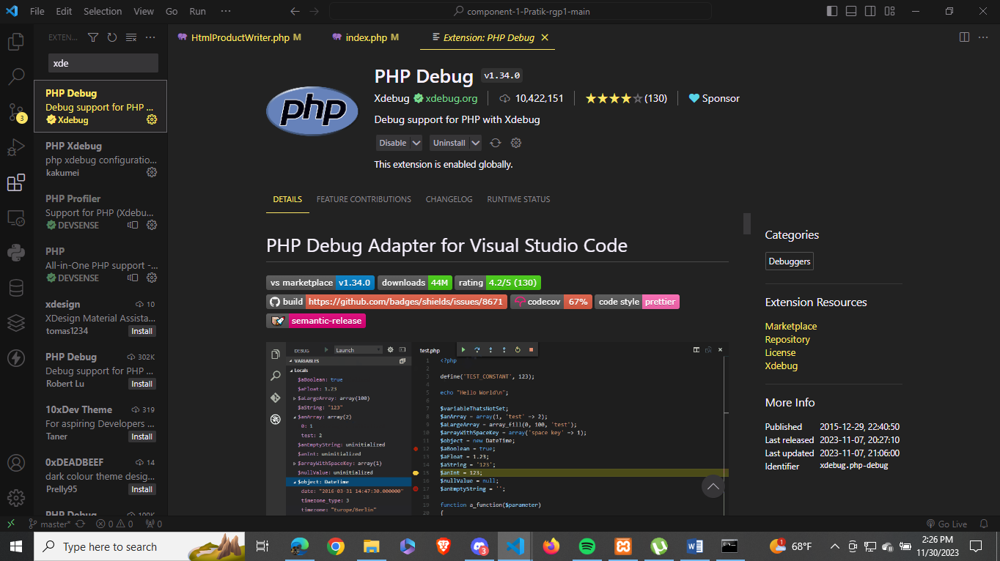 File Edit Selection View Go Run ··· component-1-Pratik-rgp1-main
EXTEN...
xde
PHP Debug
Debug support for PHP ...
Xdebug
3
PHP Xdebug
php xdebug configuratio...
kakumei
PHP Profiler
Support for PHP (Xdebu...
DEVSENSE
PHP
All-in-One PHP support -...
DEVSENSE
xdesign 10
XDesign Material Assista...
tomas1234 Install
PHP Debug 302K
Debug support for PHP ...
Robert Lu Install
10xDev Theme 319
For aspiring Developers ...
Taner Install
0xDEADBEEF 14
dark colour theme desig...
Prelly95 Install
PHP Debug 100K
HtmlProductWriter.php M index.php M Extension: PHP Debug
php
PHP Debug v1.34.0
Xdebug xdebug.org 10,422,151 (130) Sponsor
Debug support for PHP with Xdebug
Disable Uninstall
This extension is enabled globally.
DETAILS FEATURE CONTRIBUTIONS CHANGELOG RUNTIME STATUS
PHP Debug Adapter for Visual Studio Code
vs marketplace v1.34.0 downloads 44M rating 4.2/5 (130)
build https://github.com/badges/shields/issues/8671 codecov 67% code style prettier
semantic-release
DEBUG Launch
VARIABLES
Locals
$aBoolean: true
$aFloat: 1.23
$aLargeArray: array(100)
$aString: "123"
$anArray: array(2)
0: 1
test: 2
$anEmptyString: uninitialized
$anInt: uninitialized
$arrayWithSpaceKey: array(1)
$nullValue: uninitialized
$object: DateTime
date: "2016-03-31 14:47:30.000000"
timezone_type: 3
timezone: "Europe/Berlin"
test.php
1 <?php
2
3 define('TEST_CONSTANT', 123);
4
5 echo "Hello World\n";
6
7 $variableThatsNotSet;
8 $anArray = array(1, 'test' => 2);
9 $aLargeArray = array_fill(0, 100, 'test');
10 $arrayWithSpaceKey = array('space key' => 1);
11 $object = new DateTime;
12 $aBoolean = true;
13 $aFloat = 1.23;
14 $aString = '123';
15 $anInt = 123;
16 $nullValue = null;
17 $anEmptyString = '';
18
19 function a_function($parameter)
20 {
Categories
Debuggers
Extension Resources
Marketplace
Repository
License
Xdebug
More Info
Published 2015-12-29, 22:40:50
Last released 2023-11-07, 20:27:10
Last updated 2023-11-07, 21:06:00
Identifier xdebug.php-debug
master* 0 0 0 Go Live
Type here to search 3 1 68°F 2:26 PM
11/30/2023